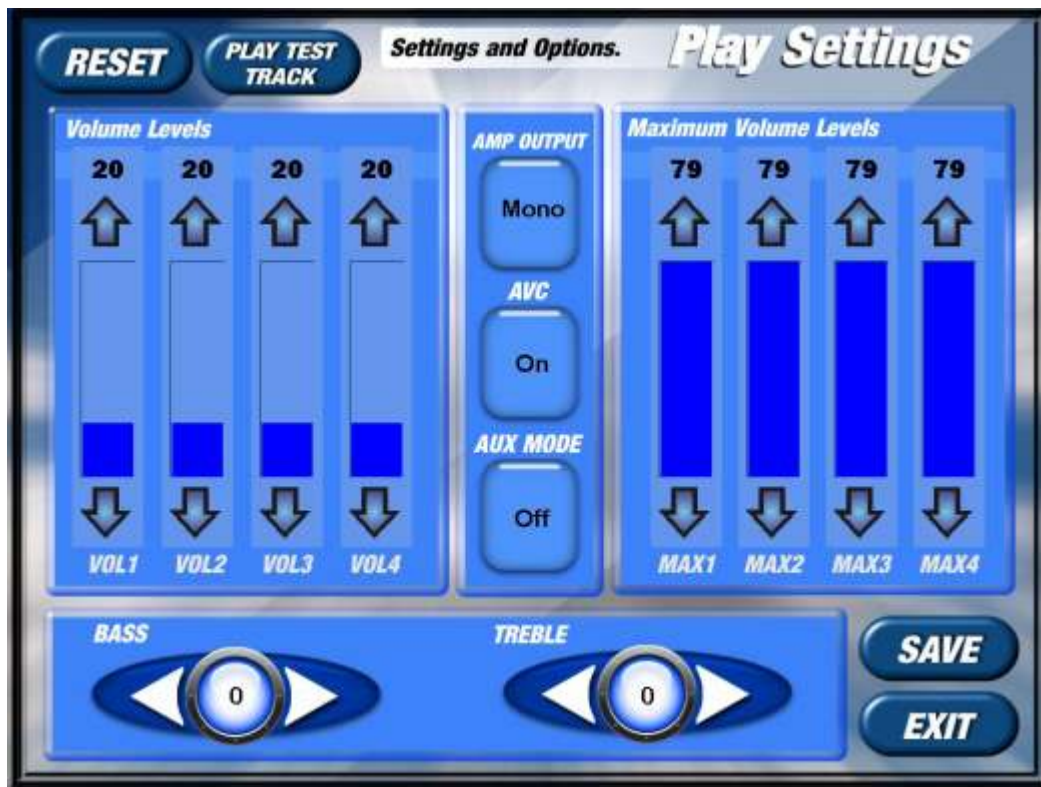 RESET
PLAY TEST
TRACK
Settings and Options.
Play Settings
Volume Levels
20 20 20 20
VOL1 VOL2 VOL3 VOL4
AMP OUTPUT
Mono
AVC
On
AUX MODE
Off
Maximum Volume Levels
79 79 79 79
MAX1 MAX2 MAX3 MAX4
BASS
0
TREBLE
0
SAVE
EXIT